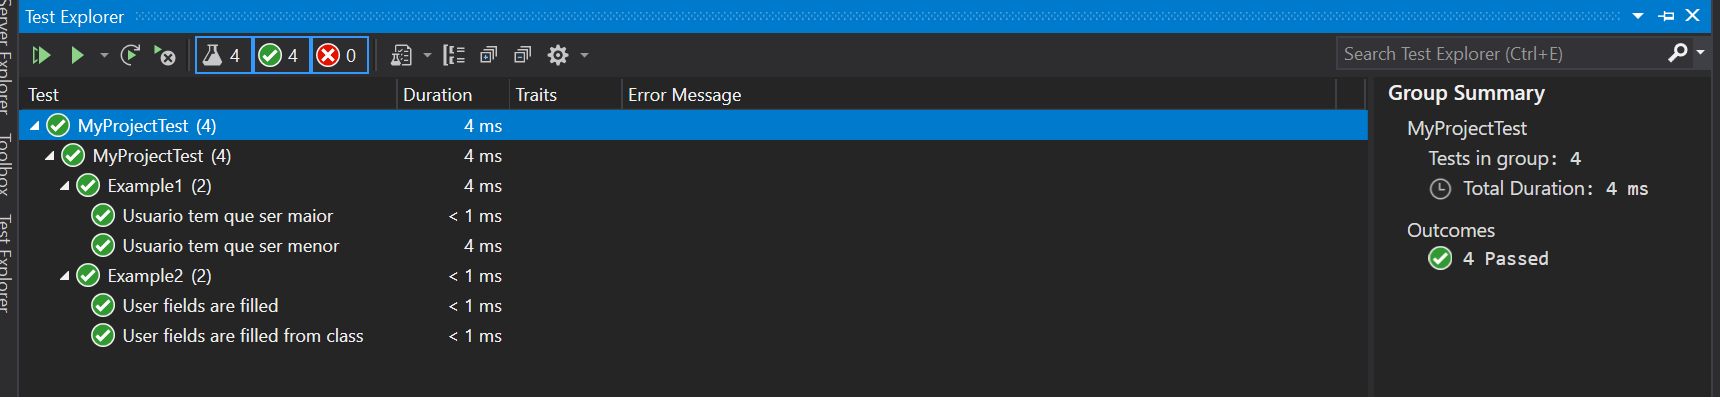 Test Explorer
4 4 0
Search Test Explorer (Ctrl+E)
Test Duration Traits Error Message
MyProjectTest (4) 4 ms
MyProjectTest (4) 4 ms
Example1 (2) 4 ms
Usuario tem que ser maior < 1 ms
Usuario tem que ser menor 4 ms
Example2 (2) < 1 ms
User fields are filled < 1 ms
User fields are filled from class < 1 ms
Group Summary
MyProjectTest
Tests in group: 4
Total Duration: 4 ms
Outcomes
4 Passed
Server Explorer
Toolbox
Test Explorer